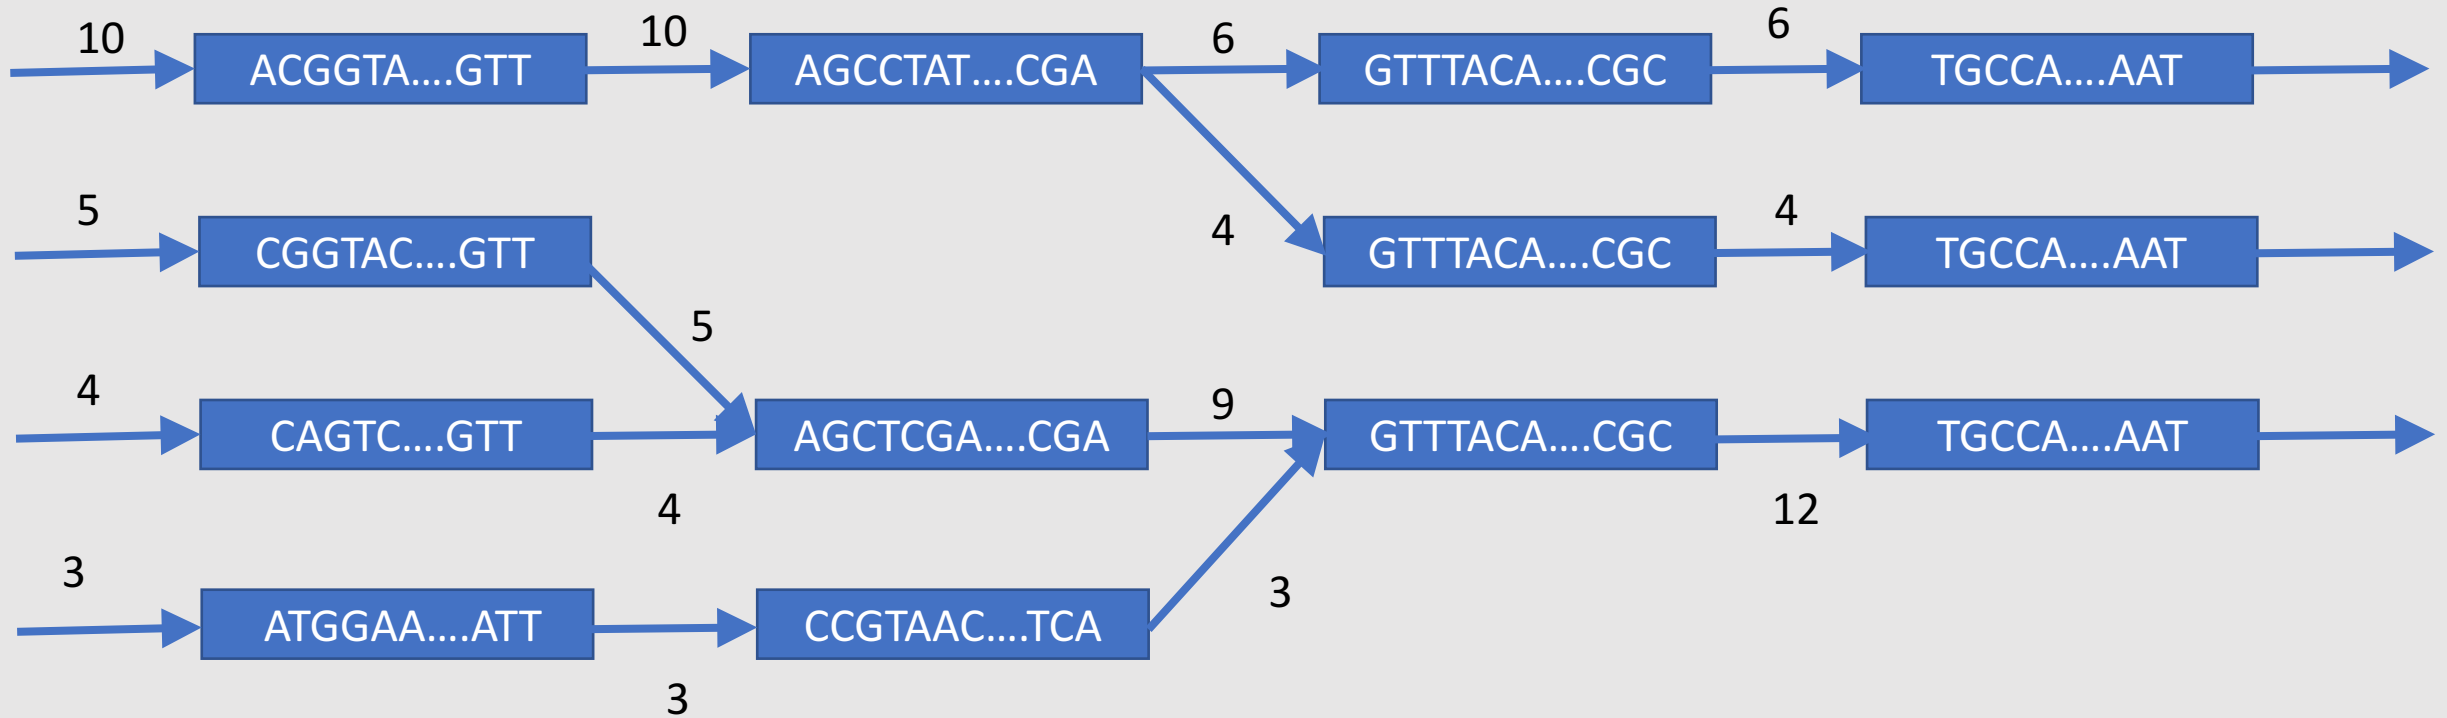 10 10 6 6
ACGGTA....GTT AGCCTAT....CGA GTTTACA....CGC TGCCA....AAT
5 4 4
CGGTAC....GTT GTTTACA....CGC TGCCA....AAT
5
4 9
CAGTC....GTT AGCTCGA....CGA GTTTACA....CGC TGCCA....AAT
4 12
3 3
ATGGAA....ATT CCGTAAC....TCA
3